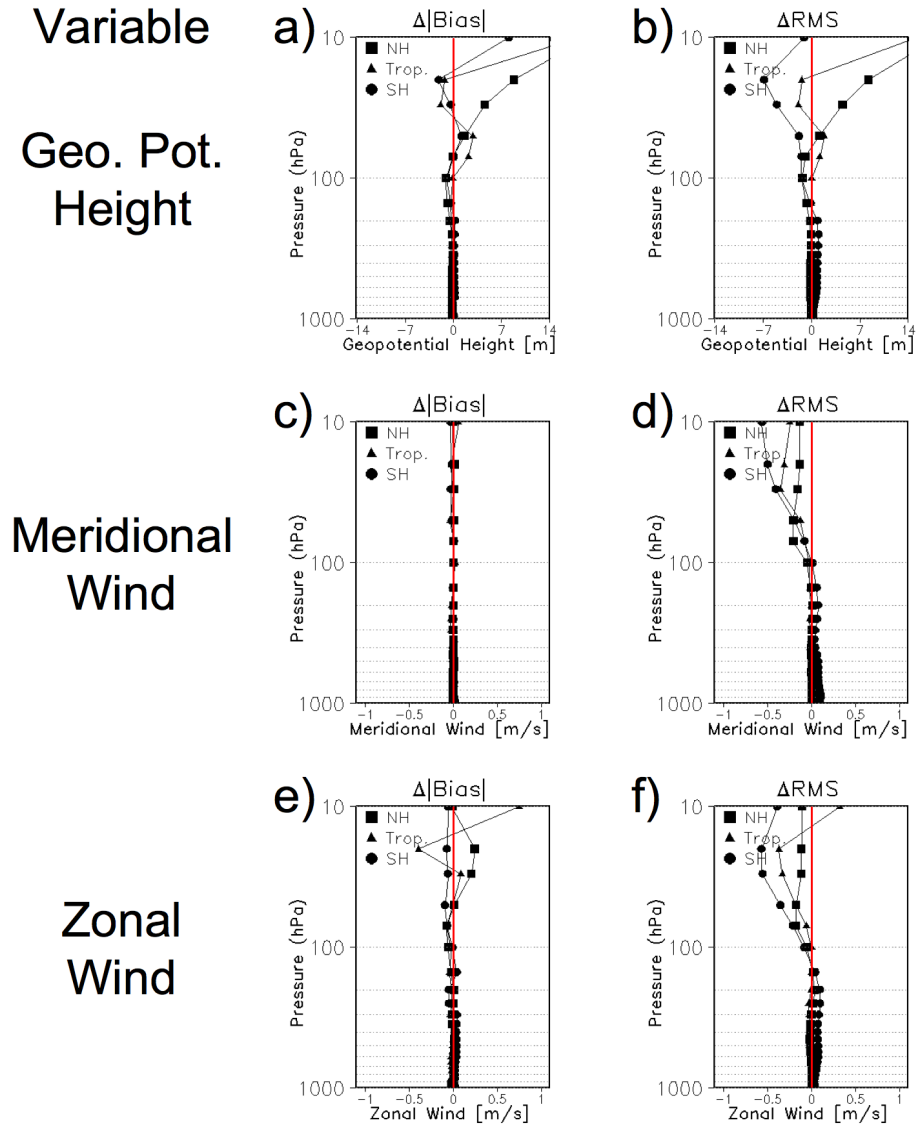 Variable
a)
Δ|Bias|
b)
ΔRMS
10
NH
Trop.
SH
10
NH
Trop.
SH
Geo. Pot.
Height
Pressure (hPa)
100
Pressure (hPa)
100
1000
-14 -7 0 7 14
Geopotential Height [m]
1000
-14 -7 0 7 14
Geopotential Height [m]
c)
Δ|Bias|
d)
ΔRMS
10
NH
Trop.
SH
10
NH
Trop.
SH
Meridional
Wind
Pressure (hPa)
100
Pressure (hPa)
100
1000
-1 -0.5 0 0.5 1
Meridional Wind [m/s]
1000
-1 -0.5 0 0.5 1
Meridional Wind [m/s]
e)
Δ|Bias|
f)
ΔRMS
10
NH
Trop.
SH
10
NH
Trop.
SH
Zonal
Wind
Pressure (hPa)
100
Pressure (hPa)
100
1000
-1 -0.5 0 0.5 1
Zonal Wind [m/s]
1000
-1 -0.5 0 0.5 1
Zonal Wind [m/s]